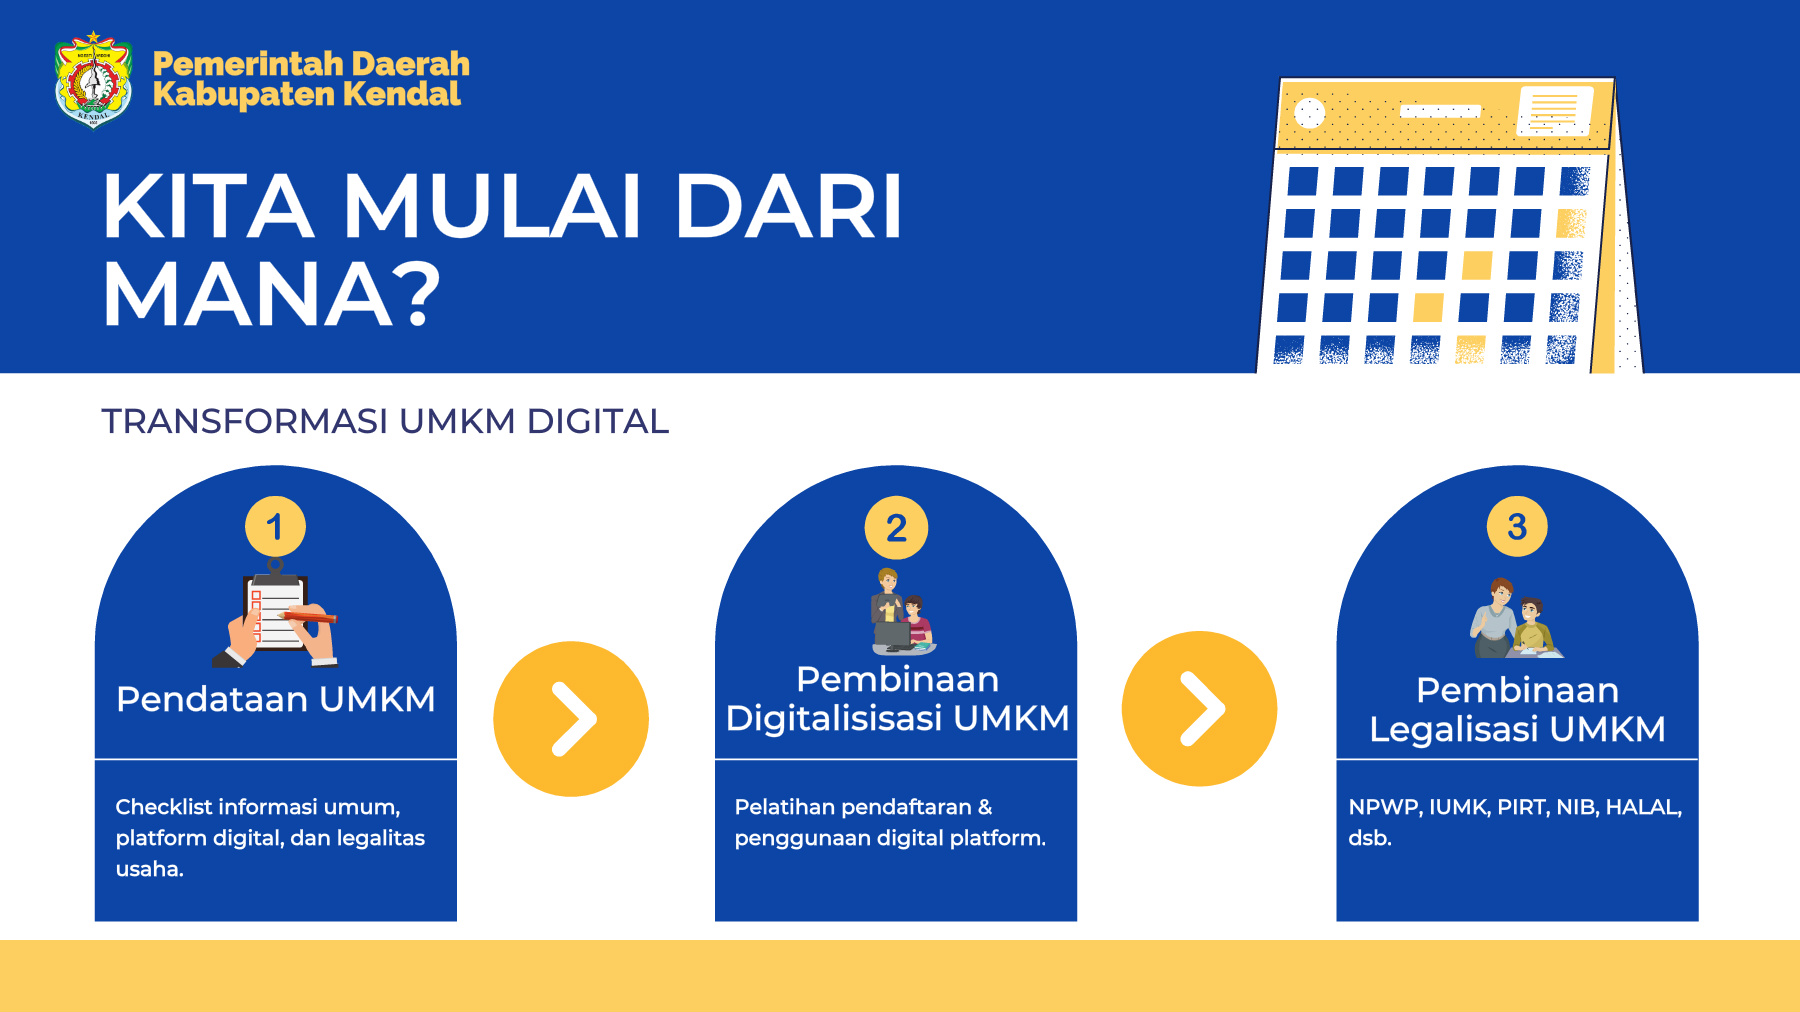 Pemerintah Daerah
Kabupaten Kendal
KENDAL
KITA MULAI DARI
MANA?
TRANSFORMASI UMKM DIGITAL
1
Pendataan UMKM
Checklist informasi umum,
platform digital, dan legalitas
usaha.
2
Pembinaan
Digitalisisasi UMKM
Pelatihan pendaftaran &
penggunaan digital platform.
3
Pembinaan
Legalisasi UMKM
NPWP, IUMK, PIRT, NIB, HALAL,
dsb.